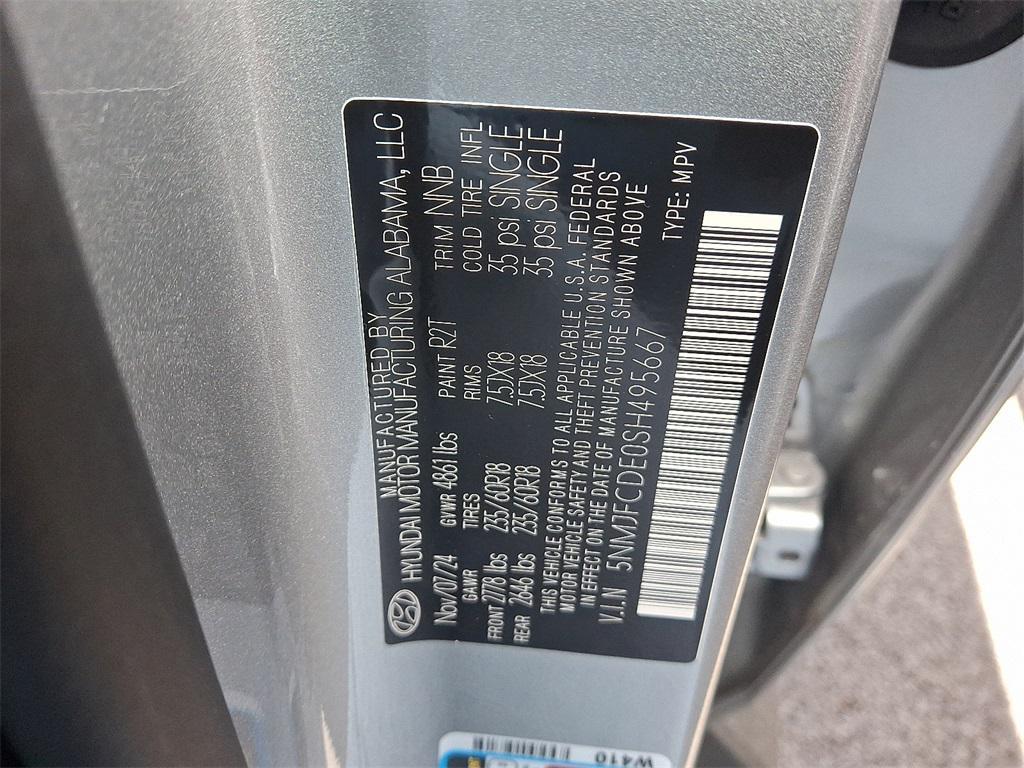 MANUFACTURED BY
HYUNDAI MOTOR MANUFACTURING ALABAMA, LLC
Nov/07/24 GVWR 4861 lbs PAINT R2T TRIM NNB
GAWR TIRES RIMS COLD TIRE INFL
FRONT 2778 lbs 235/60R18 7.5JX18 35 psi SINGLE
REAR 2646 lbs 235/60R18 7.5JX18 35 psi SINGLE
THIS VEHICLE CONFORMS TO ALL APPLICABLE U.S.A. FEDERAL
MOTOR VEHICLE SAFETY AND THEFT PREVENTION STANDARDS
IN EFFECT ON THE DATE OF MANUFACTURE SHOWN ABOVE
V.I.N 5NMJFCDE0SH495667
TYPE: MPV
W410